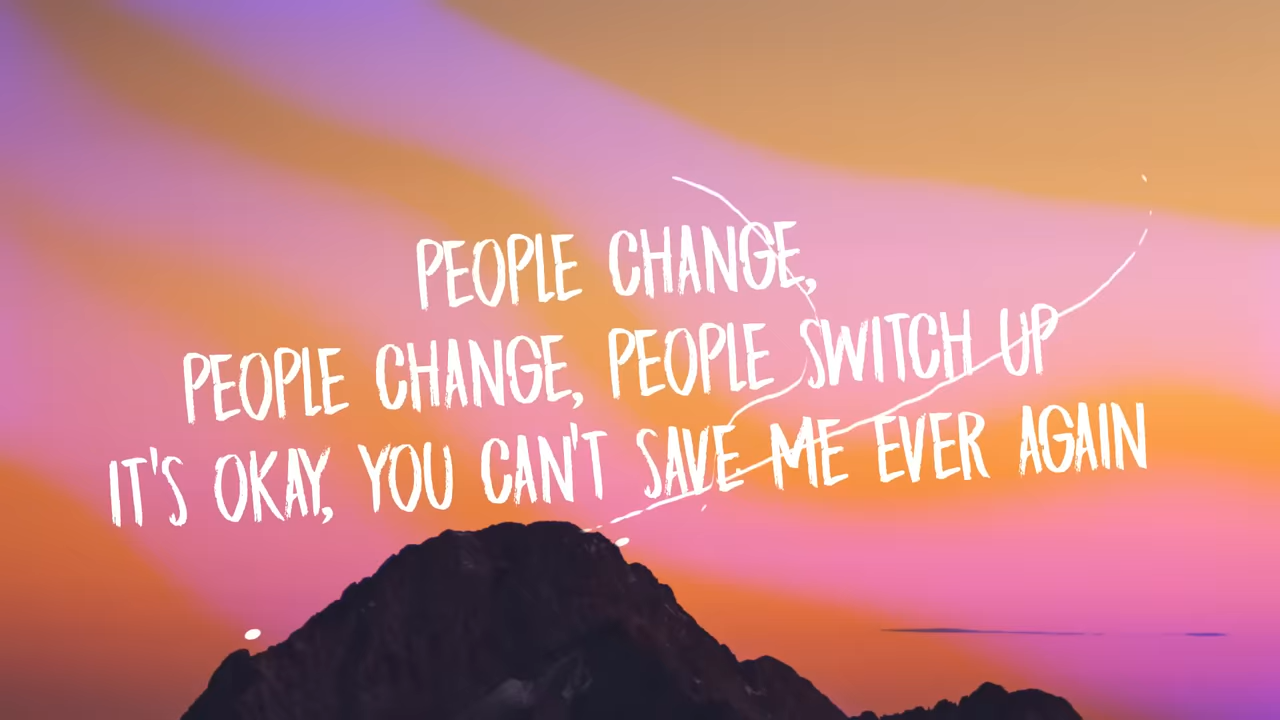 PEOPLE CHANGE,
PEOPLE CHANGE, PEOPLE SWITCH UP
IT'S OKAY, YOU CAN'T SAVE ME EVER AGAIN